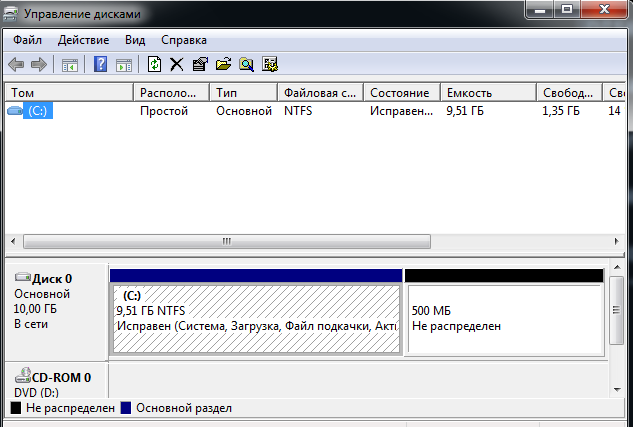 Управление дисками
Файл Действие Вид Справка
Том Располо... Тип Файловая с... Состояние Емкость Свобод... Сво
(C:) Простой Основной NTFS Исправен... 9,51 ГБ 1,35 ГБ 14
Диск 0
Основной
10,00 ГБ
В сети
(C:)
9,51 ГБ NTFS
Исправен (Система, Загрузка, Файл подкачки, Акти
500 МБ
Не распределен
CD-ROM 0
DVD (D:)
Не распределен Основной раздел